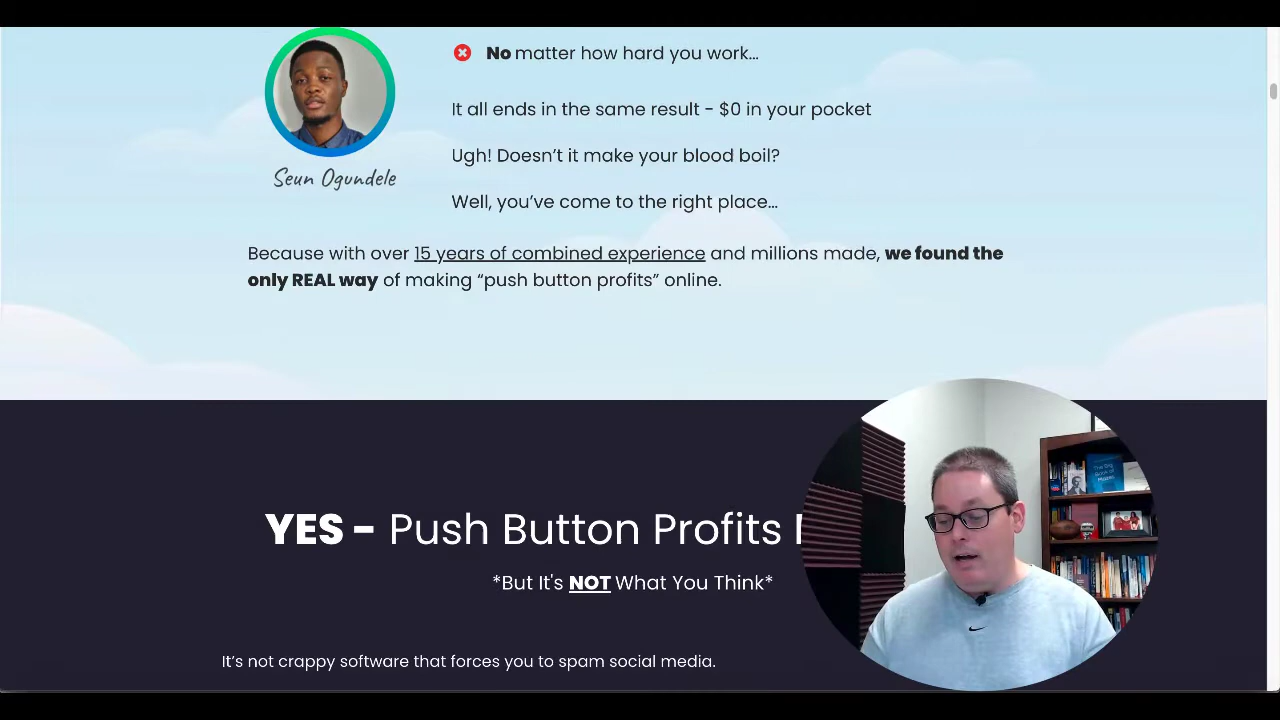 No matter how hard you work...
It all ends in the same result - $0 in your pocket
Ugh! Doesn't it make your blood boil?
Seun Ogundele
Well, you've come to the right place...
Because with over 15 years of combined experience and millions made, we found the
only REAL way of making “push button profits” online.
YES - Push Button Profits
*But It's NOT What You Think*
It's not crappy software that forces you to spam social media.